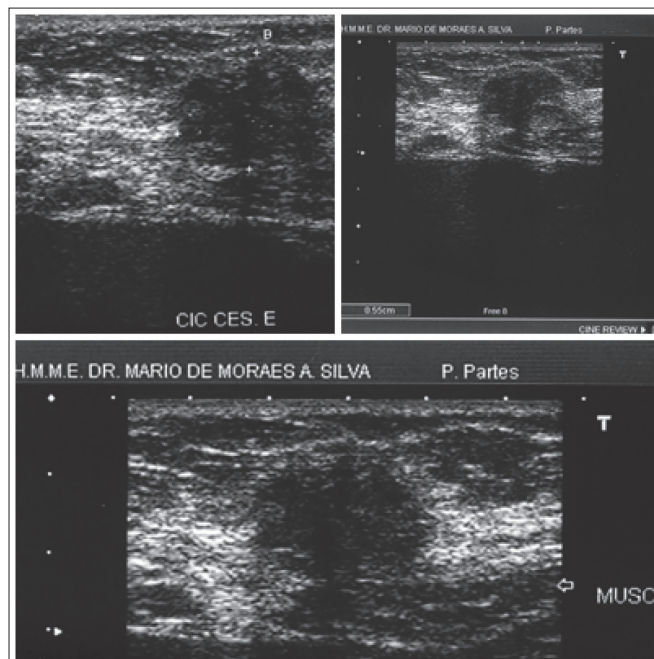 B
CIC CES. E
H.M.M.E. DR. MARIO DE MORAES A. SILVA P. Partes
T
0.55cm Free 8
CINE REVIEW
H.M.M.E. DR. MARIO DE MORAES A. SILVA P. Partes
T
MUSC